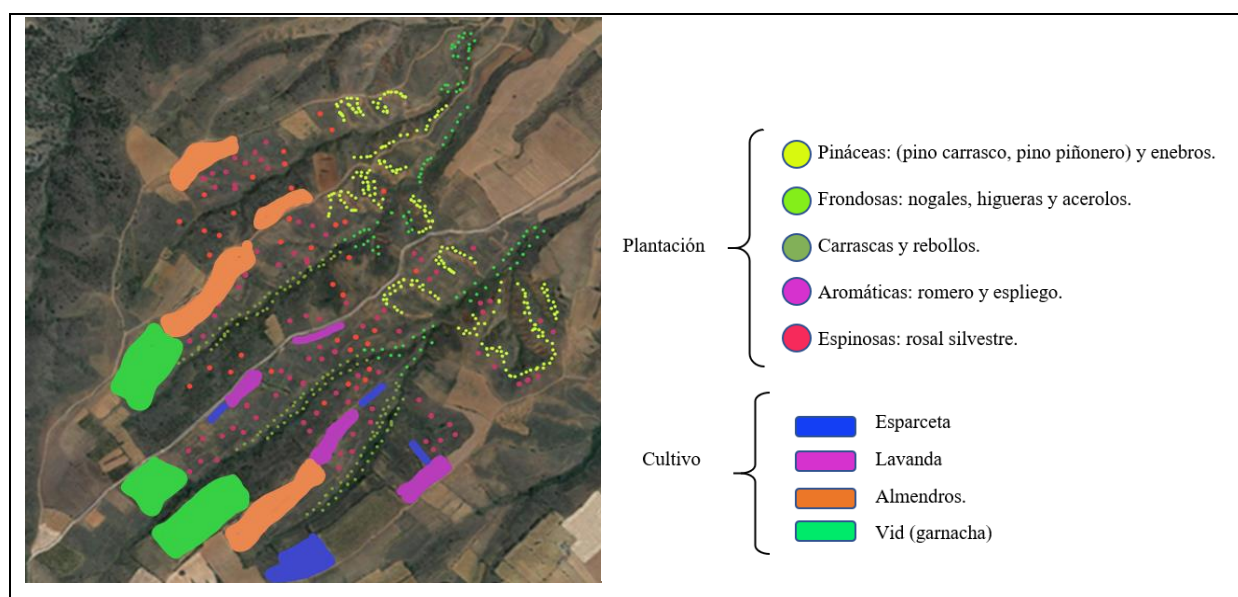 Pináceas: (pino carrasco, pino piñonero) y enebros.
Frondosas: nogales, higueras y acerolos.
Plantación
Carrascas y rebollos.
Aromáticas: romero y espliego.
Espinosas: rosal silvestre.
Esparceta
Cultivo
Lavanda
Almendros.
Vid (garnacha)